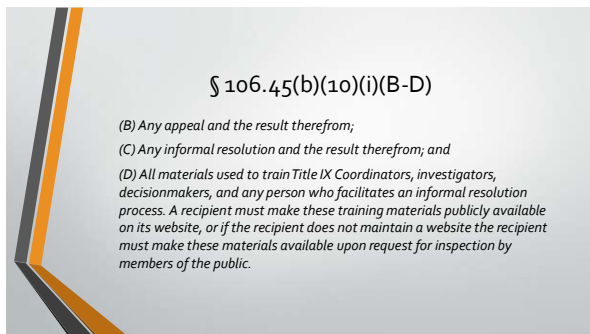 § 106.45(b)(10)(i)(B-D)
(B) Any appeal and the result therefrom;
(C) Any informal resolution and the result therefrom; and
(D) All materials used to train Title IX Coordinators, investigators,
decisionmakers, and any person who facilitates an informal resolution
process. A recipient must make these training materials publicly available
on its website, or if the recipient does not maintain a website the recipient
must make these materials available upon request for inspection by
members of the public.